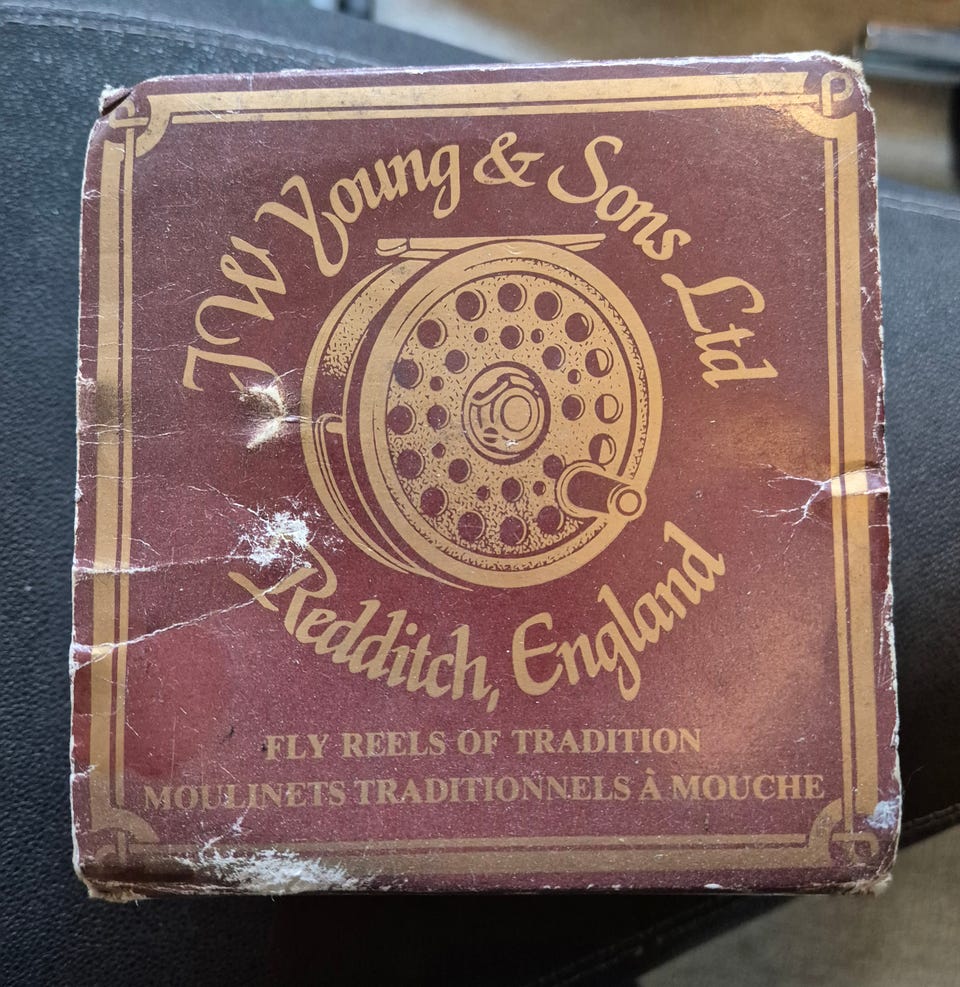 JW Young & Sons Ltd
Redditch, England
FLY REELS OF TRADITION
MOULINETS TRADITIONNELS À MOUCHE